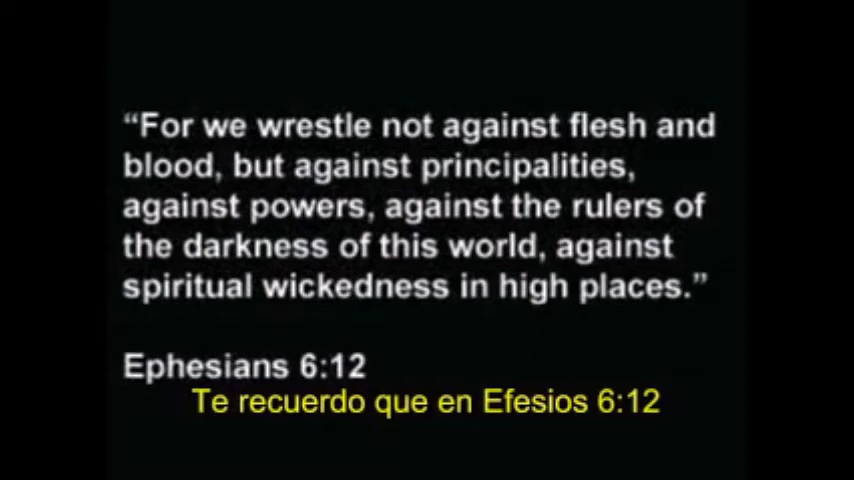 “For we wrestle not against flesh and
blood, but against principalities,
against powers, against the rulers of
the darkness of this world, against
spiritual wickedness in high places.”
Ephesians 6:12
Te recuerdo que en Efesios 6:12